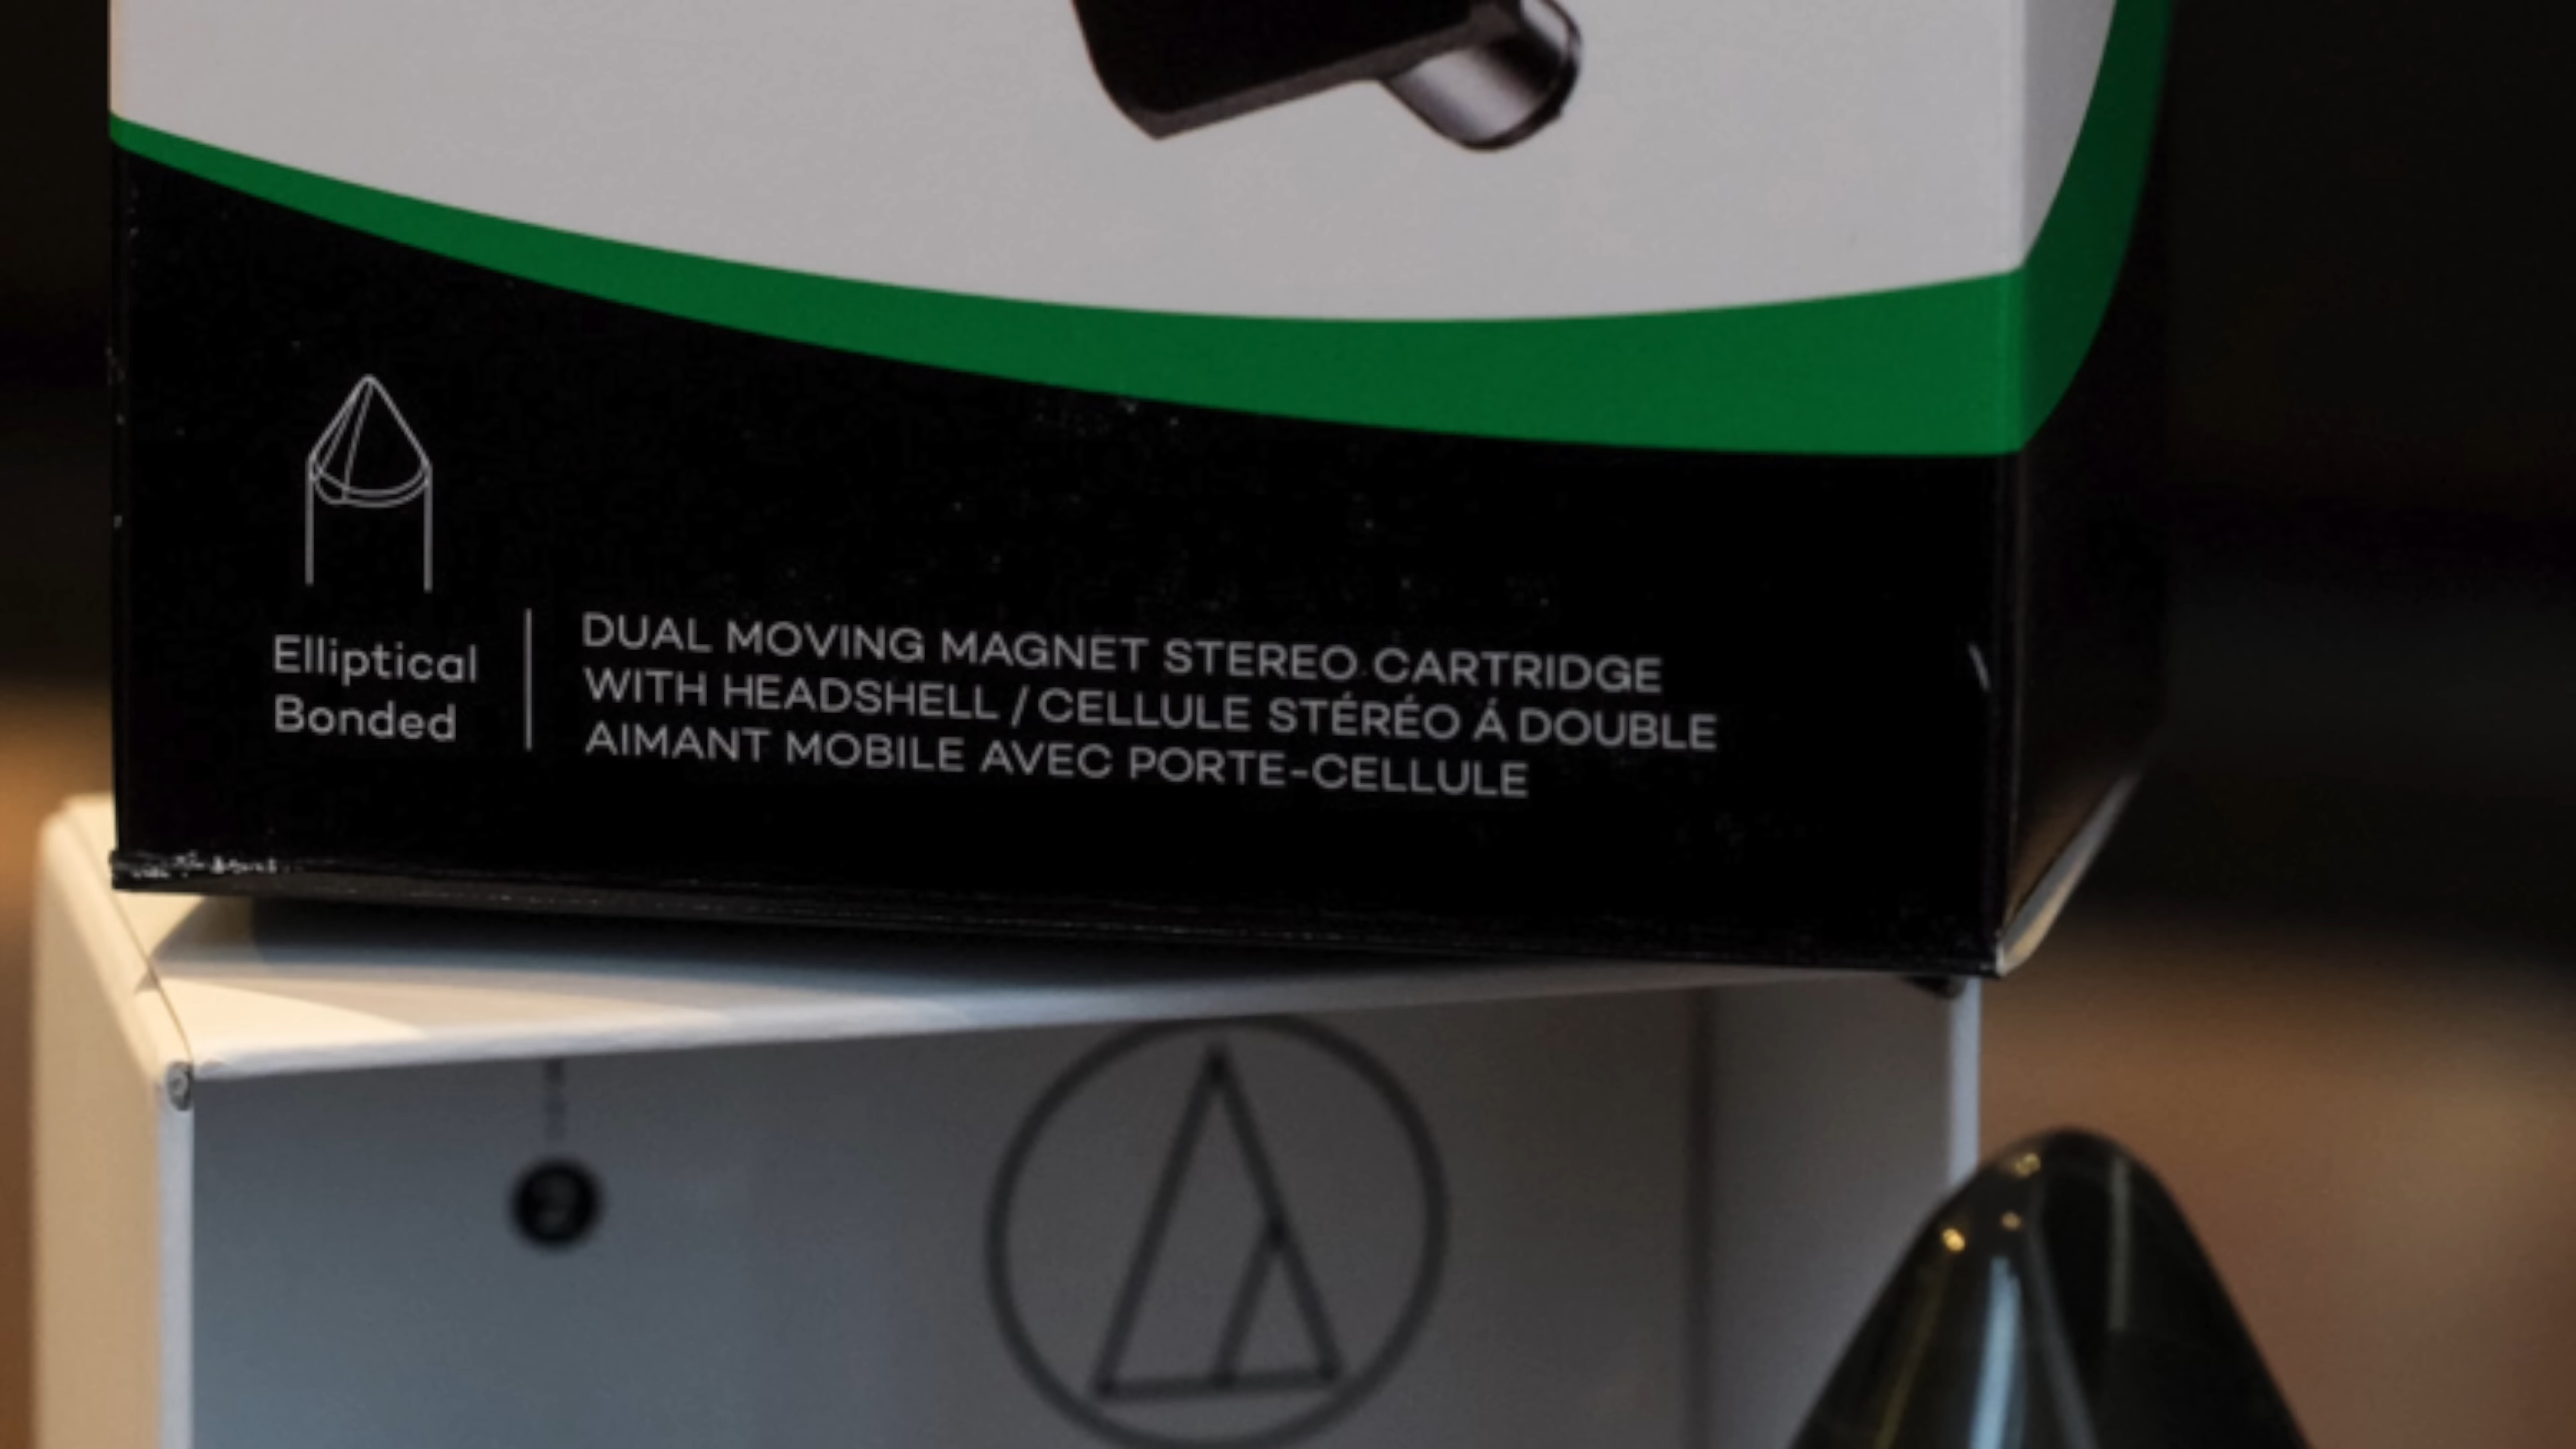 Elliptical
Bonded
DUAL MOVING MAGNET STEREO CARTRIDGE
WITH HEADSHELL / CELLULE STÉRÉO Á DOUBLE
AIMANT MOBILE AVEC PORTE-CELLULE